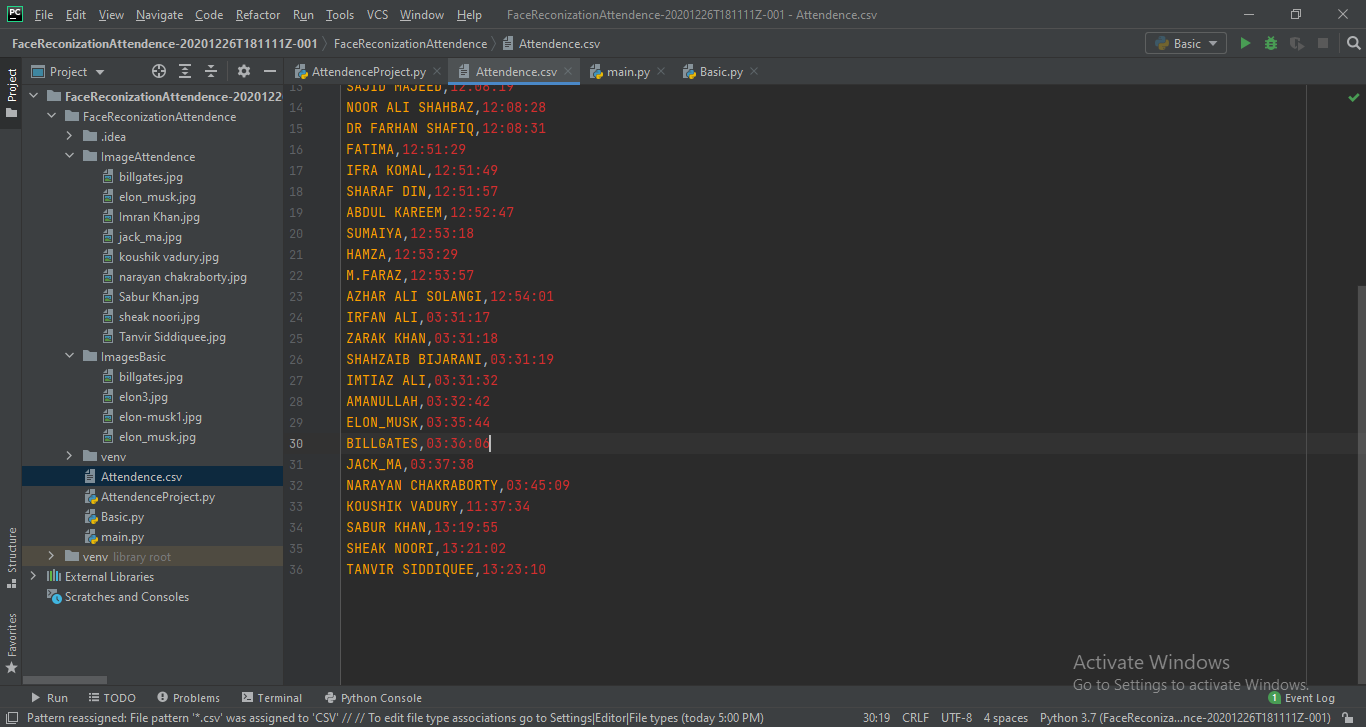 PC File Edit View Navigate Code Refactor Run Tools VCS Window Help FaceReconizationAttendence-20201226T181111Z-001 - Attendence.csv
FaceReconizationAttendence-20201226T181111Z-001 FaceReconizationAttendence Attendence.csv Basic
Project
Project
AttendenceProject.py Attendence.csv main.py Basic.py
FaceReconizationAttendence-2020122
FaceReconizationAttendence
.idea
ImageAttendence
billgates.jpg
elon_musk.jpg
Imran Khan.jpg
jack_ma.jpg
koushik vadury.jpg
narayan chakraborty.jpg
Sabur Khan.jpg
sheak noori.jpg
Tanvir Siddiquee.jpg
ImagesBasic
billgates.jpg
elon3.jpg
elon-musk1.jpg
elon_musk.jpg
venv
Attendence.csv
AttendenceProject.py
Basic.py
main.py
venv library root
External Libraries
Scratches and Consoles
Structure
Favorites
13 SAJID MAJEED,12:08:19
14 NOOR ALI SHAHBAZ,12:08:28
15 DR FARHAN SHAFIQ,12:08:31
16 FATIMA,12:51:29
17 IFRA KOMAL,12:51:49
18 SHARAF DIN,12:51:57
19 ABDUL KAREEM,12:52:47
20 SUMAIYA,12:53:18
21 HAMZA,12:53:29
22 M.FARAZ,12:53:57
23 AZHAR ALI SOLANGI,12:54:01
24 IRFAN ALI,03:31:17
25 ZARAK KHAN,03:31:18
26 SHAHZAIB BIJARANI,03:31:19
27 IMTIAZ ALI,03:31:32
28 AMANULLAH,03:32:42
29 ELON_MUSK,03:35:44
30 BILLGATES,03:36:06
31 JACK_MA,03:37:38
32 NARAYAN CHAKRABORTY,03:45:09
33 KOUSHIK VADURY,11:37:34
34 SABUR KHAN,13:19:55
35 SHEAK NOORI,13:21:02
36 TANVIR SIDDIQUEE,13:23:10
Activate Windows
Go to Settings to activate Windows.
Run TODO Problems Terminal Python Console 1 Event Log
Pattern reassigned: File pattern '*.csv' was assigned to 'CSV' // // To edit file type associations go to Settings|Editor|File types (today 5:00 PM) 30:19 CRLF UTF-8 4 spaces Python 3.7 (FaceReconiza...nce-20201226T181111Z-001)